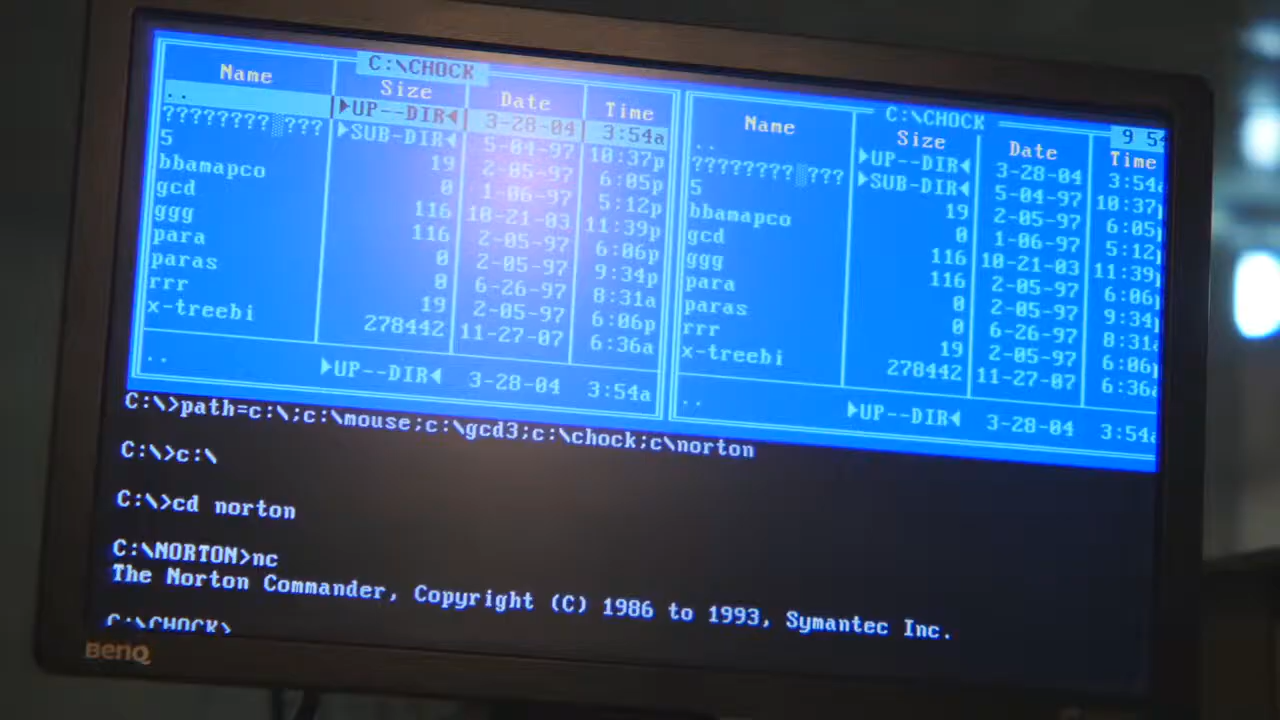 C:\CHOCK
Name Size Date Time
.. ►UP--DIR◄ 3-28-04 3:54a
????????▒??? ►SUB-DIR◄ 5-04-97 10:37p
5 19 2-05-97 6:05p
bbamapco 0 1-06-97 5:12p
gcd 116 10-21-03 11:39p
ggg 116 2-05-97 6:06p
para 0 2-05-97 9:34p
paras 0 6-26-97 8:31a
rrr 19 2-05-97 6:06p
x-treebi 278442 11-27-07 6:36a
.. ►UP--DIR◄ 3-28-04 3:54a
C:\CHOCK 9 54
Name Size Date Time
.. ►UP--DIR◄ 3-28-04 3:54a
????????▒??? ►SUB-DIR◄ 5-04-97 10:37p
5 19 2-05-97 6:05p
bbamapco 0 1-06-97 5:12p
gcd 116 10-21-03 11:39p
ggg 116 2-05-97 6:06p
para 0 2-05-97 9:34p
paras 0 6-26-97 8:31a
rrr 19 2-05-97 6:06p
x-treebi 278442 11-27-07 6:36a
.. ►UP--DIR◄ 3-28-04 3:54a
C:\>path=c:\;c:\mouse;c:\gcd3;c:\chock;c\norton
C:\>c:\
C:\>cd norton
C:\NORTON>nc
The Norton Commander, Copyright (C) 1986 to 1993, Symantec Inc.
C:\CHOCK>
BenQ